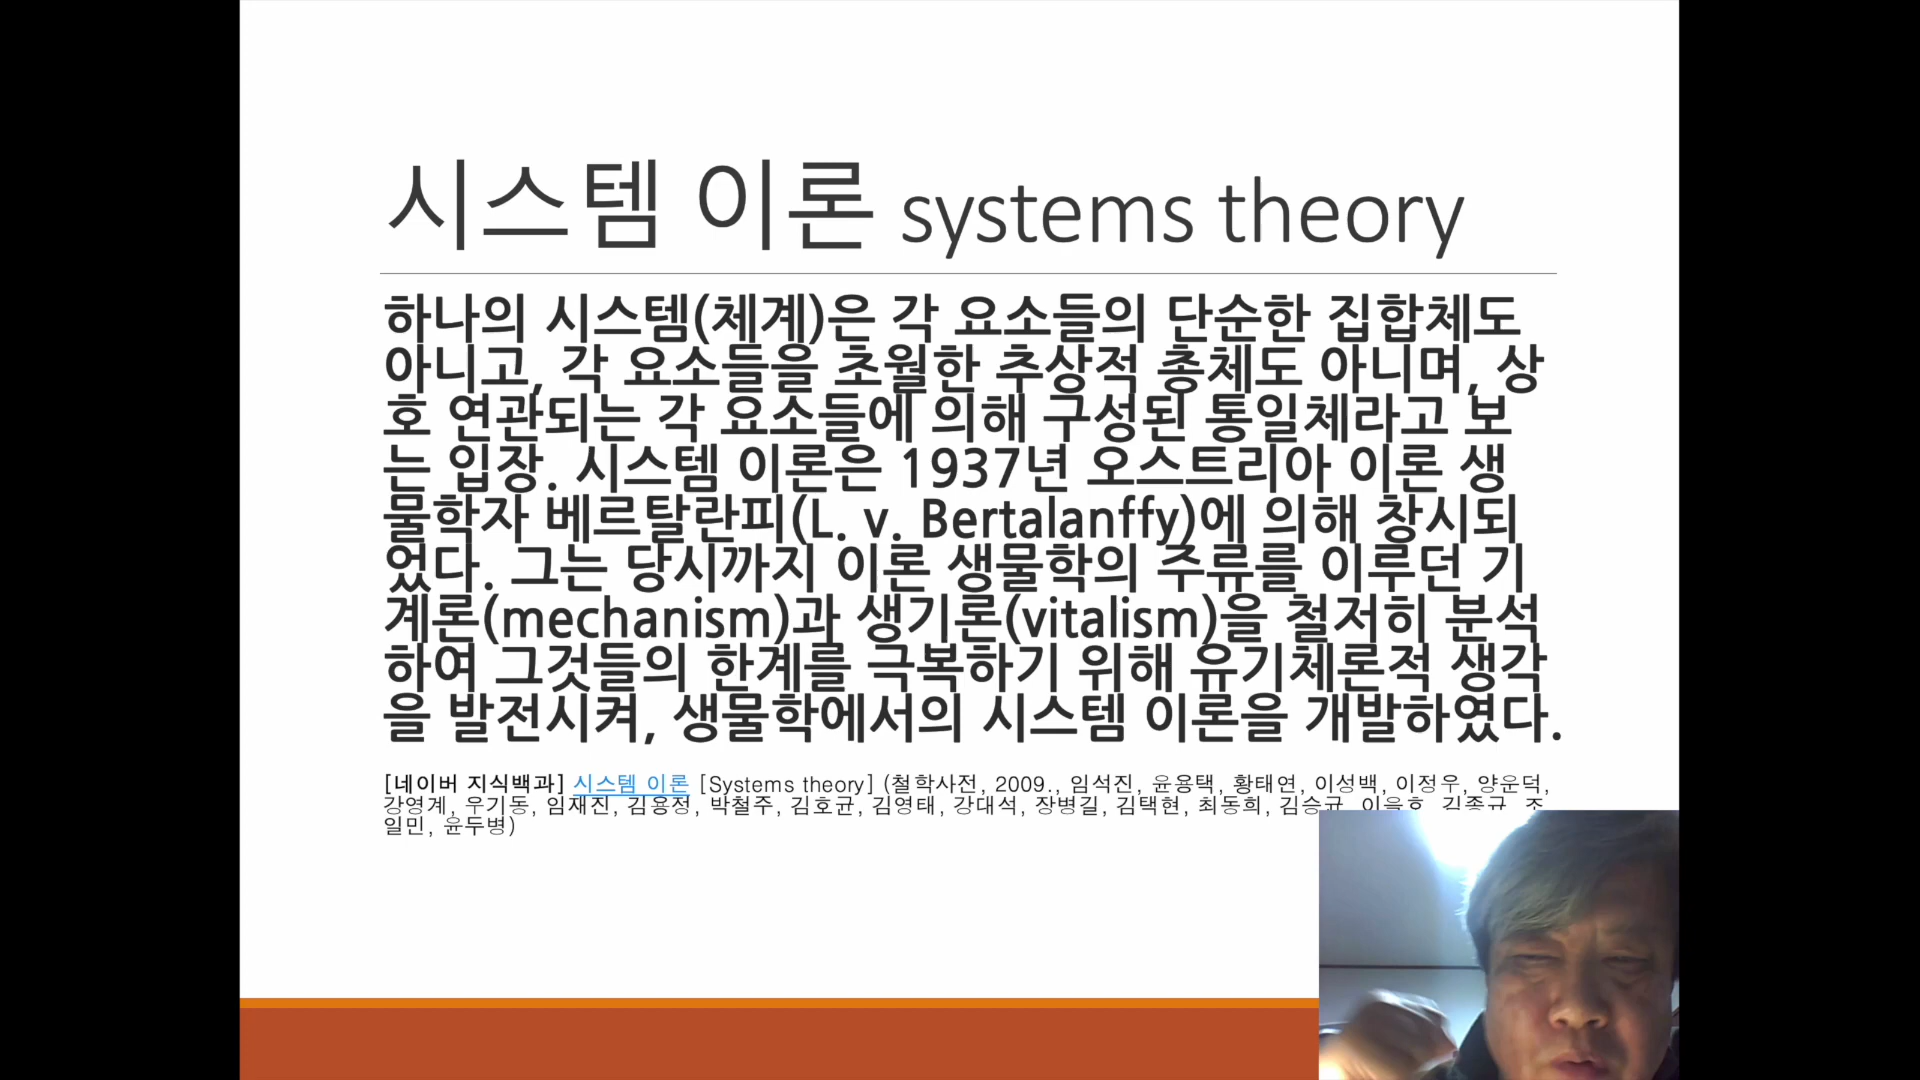 시스템 이론 systems theory
하나의 시스템(체계)은 각 요소들의 단순한 집합체도
아니고, 각 요소들을 초월한 추상적 총체도 아니며, 상
호 연관되는 각 요소들에 의해 구성된 통일체라고 보
는 입장. 시스템 이론은 1937년 오스트리아 이론 생
물학자 베르탈란피(L. v. Bertalanffy)에 의해 창시되
었다. 그는 당시까지 이론 생물학의 주류를 이루던 기
계론(mechanism)과 생기론(vitalism)을 철저히 분석
하여 그것들의 한계를 극복하기 위해 유기체론적 생각
을 발전시켜, 생물학에서의 시스템 이론을 개발하였다.
[네이버 지식백과] 시스템 이론 [Systems theory] (철학사전, 2009., 임석진, 윤용택, 황태연, 이성백, 이정우, 양운덕,
강영계, 우기동, 임재진, 김용정, 박철주, 김호균, 김영태, 강대석, 장병길, 김택현, 최동희, 김승균, 이을호, 김종규, 조
일민, 윤두병)